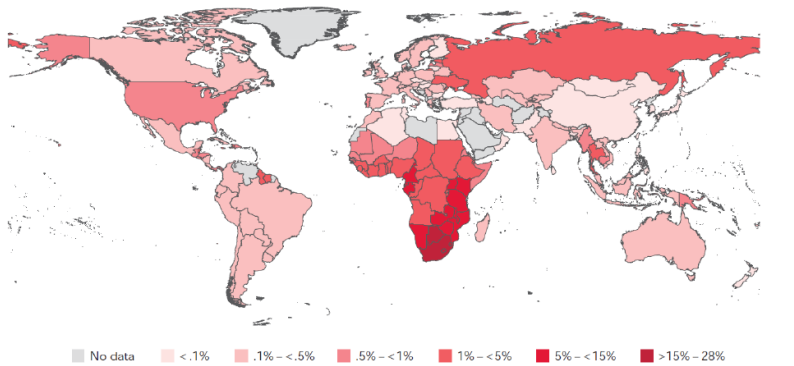 No data <.1% .1% – <.5% .5% – <1% 1% – <5% 5% – <15% >15% – 28%